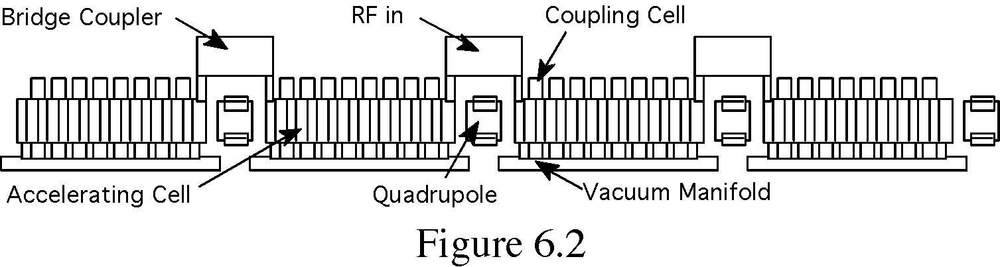 Bridge Coupler
RF in
Coupling Cell
Accelerating Cell
Quadrupole
Vacuum Manifold
Figure 6.2